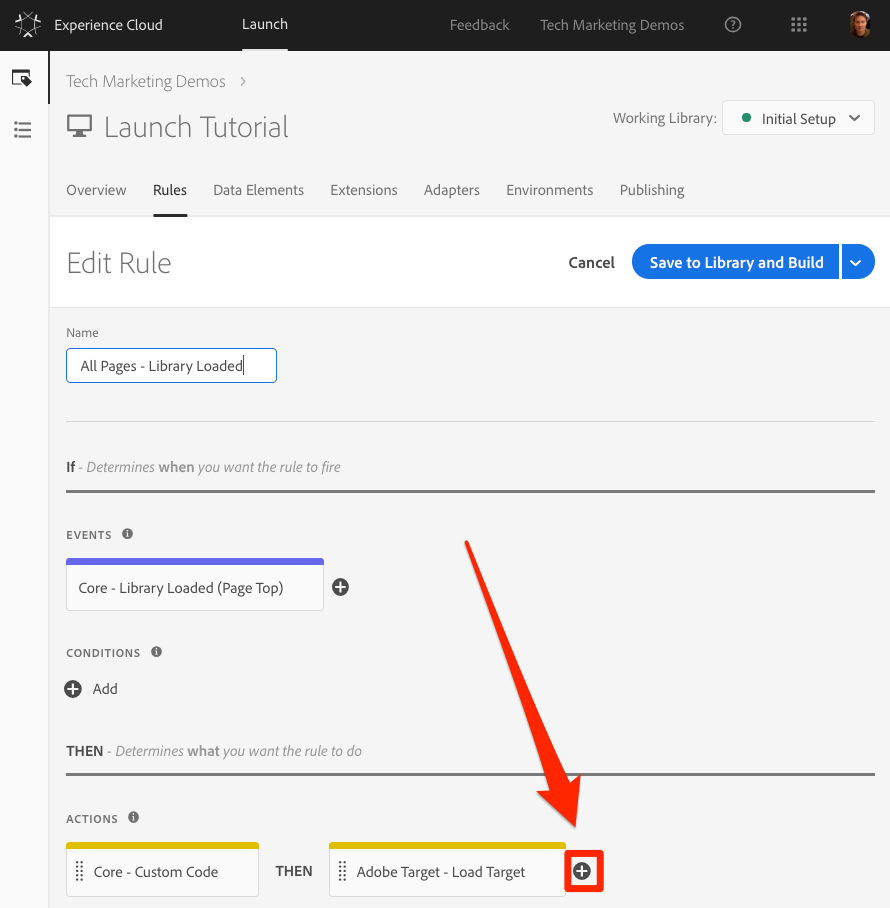 Experience Cloud Launch Feedback Tech Marketing Demos
Tech Marketing Demos
Launch Tutorial
Working Library: Initial Setup
Overview Rules Data Elements Extensions Adapters Environments Publishing
Edit Rule
Cancel Save to Library and Build
Name
All Pages - Library Loaded
If - Determines when you want the rule to fire
EVENTS
Core - Library Loaded (Page Top)
CONDITIONS
Add
THEN - Determines what you want the rule to do
ACTIONS
Core - Custom Code THEN Adobe Target - Load Target